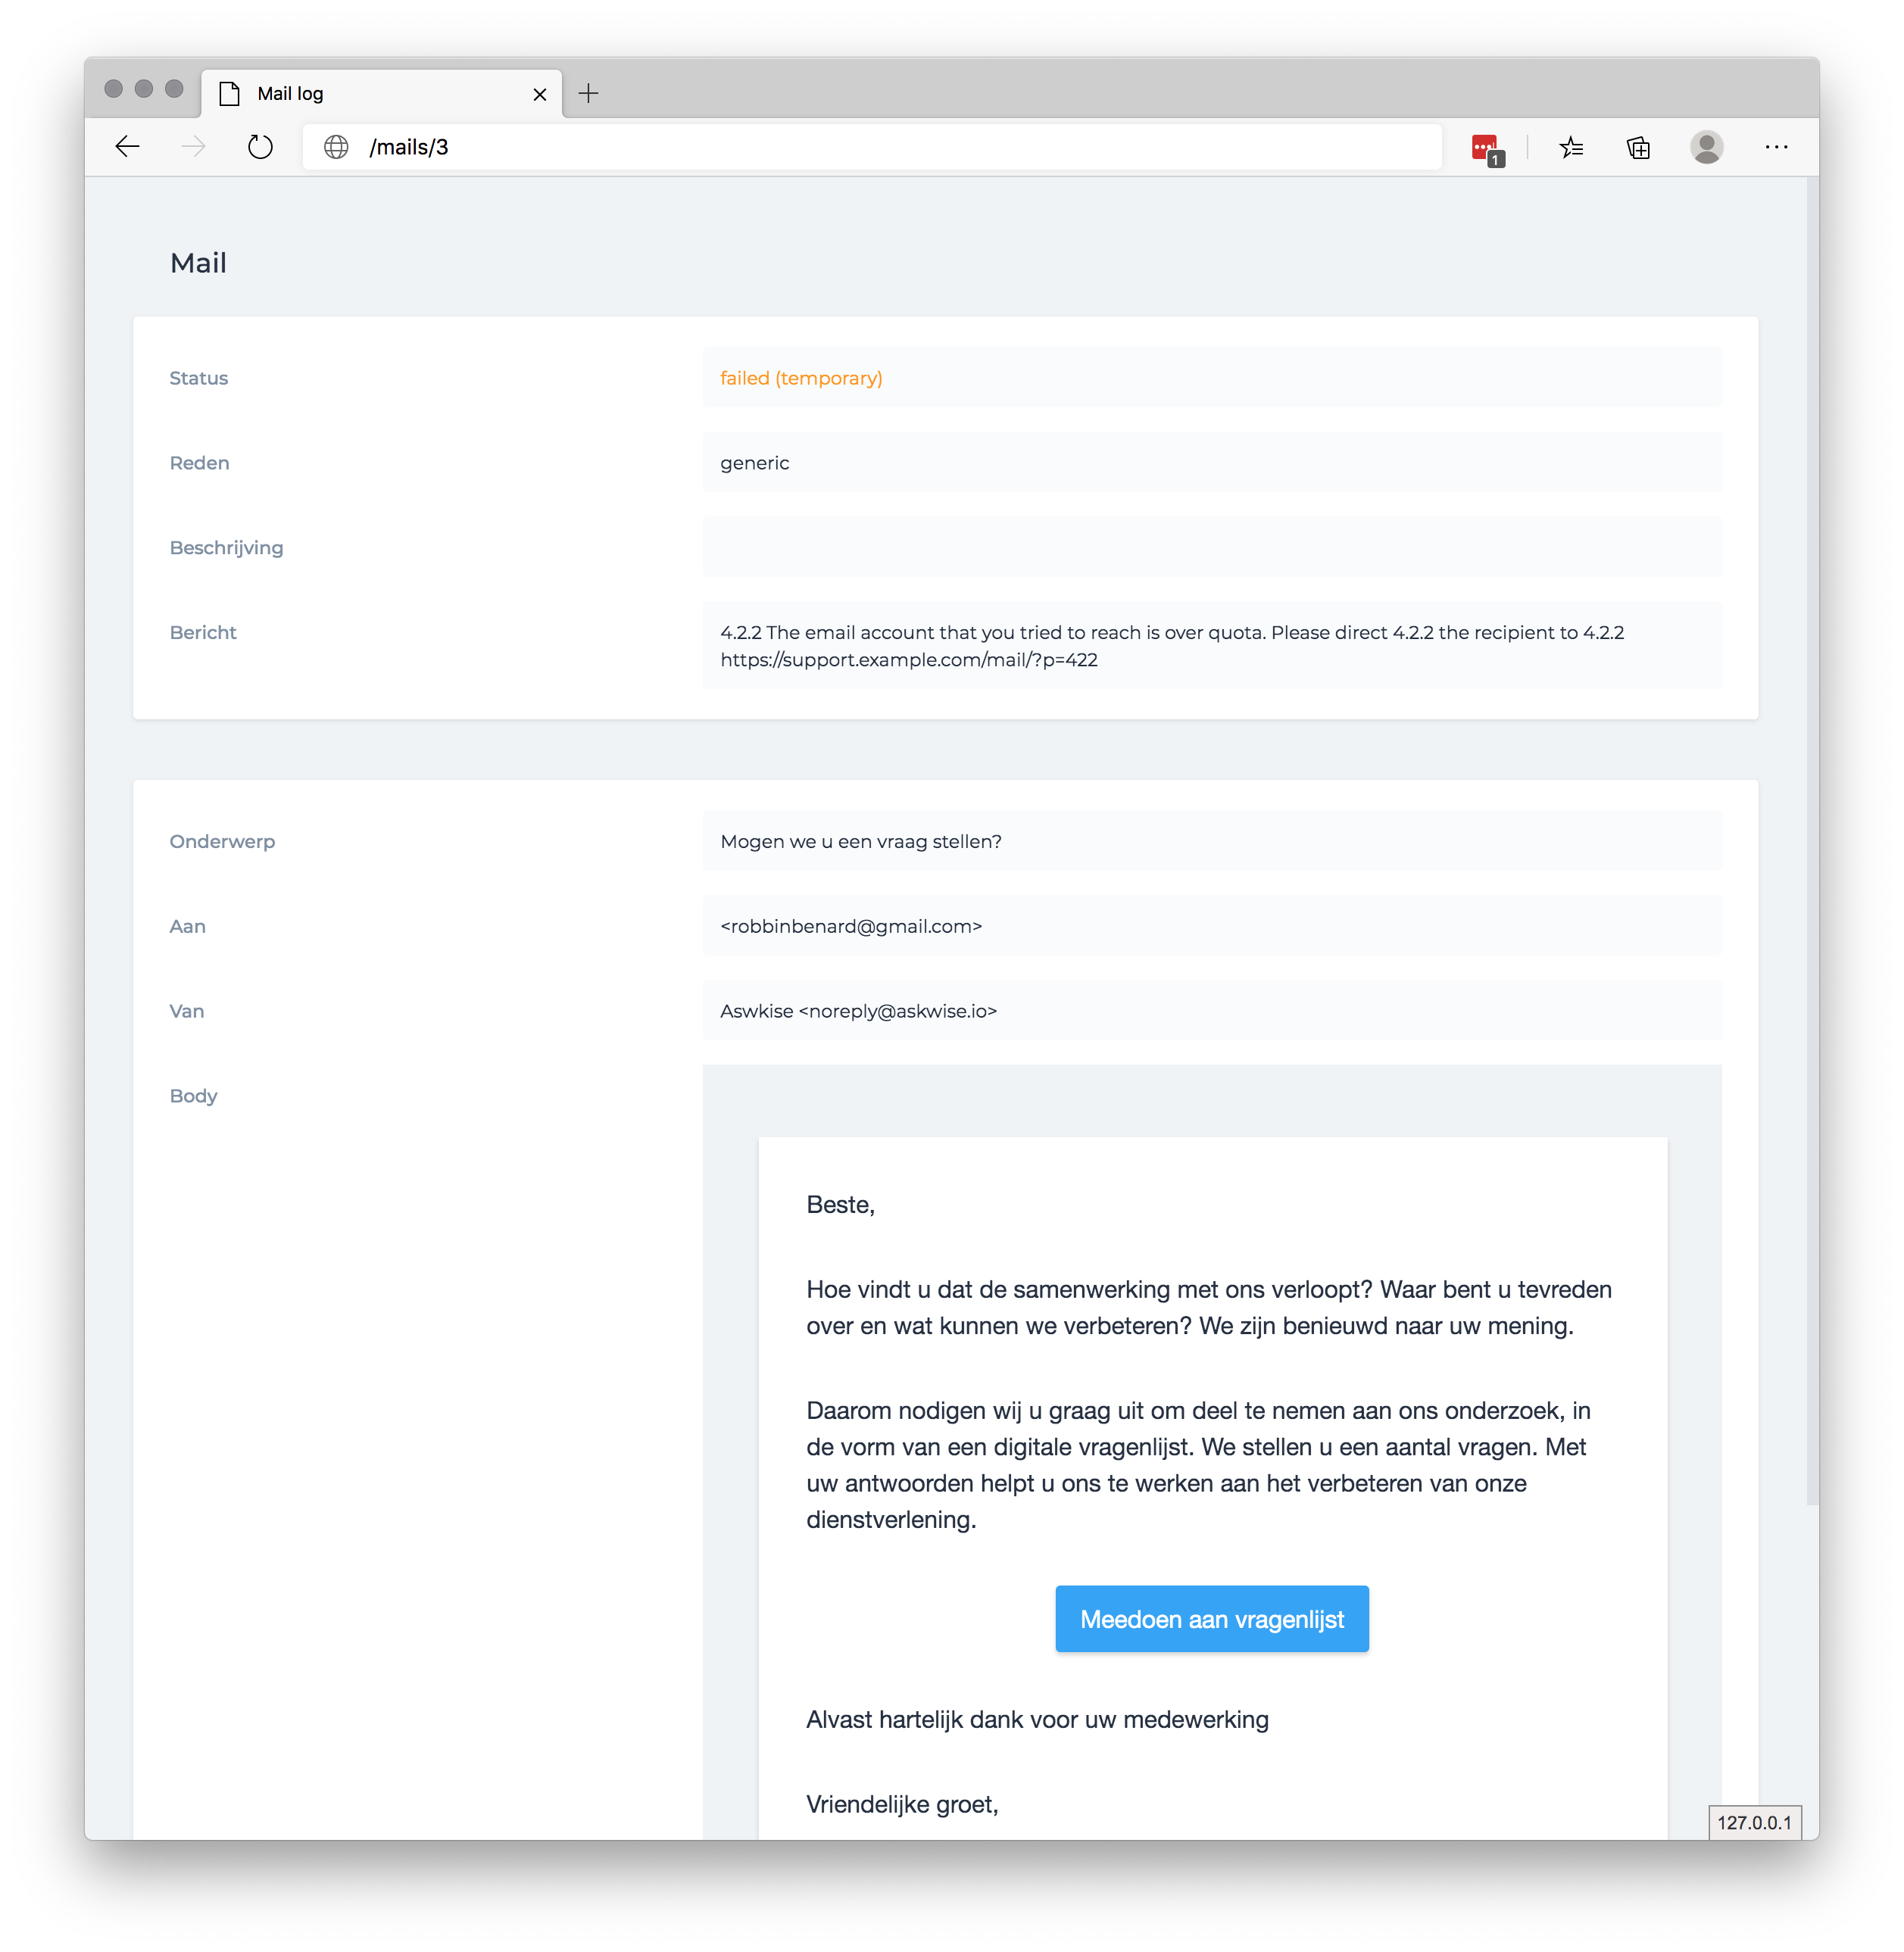 Mail log
/mails/3
1
Mail
Status
failed (temporary)
Reden
generic
Beschrijving
Bericht
4.2.2 The email account that you tried to reach is over quota. Please direct 4.2.2 the recipient to 4.2.2
https://support.example.com/mail/?p=422
Onderwerp
Mogen we u een vraag stellen?
Aan
<robbinbenard@gmail.com>
Van
Aswkise <noreply@askwise.io>
Body
Beste,
Hoe vindt u dat de samenwerking met ons verloopt? Waar bent u tevreden
over en wat kunnen we verbeteren? We zijn benieuwd naar uw mening.
Daarom nodigen wij u graag uit om deel te nemen aan ons onderzoek, in
de vorm van een digitale vragenlijst. We stellen u een aantal vragen. Met
uw antwoorden helpt u ons te werken aan het verbeteren van onze
dienstverlening.
Meedoen aan vragenlijst
Alvast hartelijk dank voor uw medewerking
Vriendelijke groet,
127.0.0.1